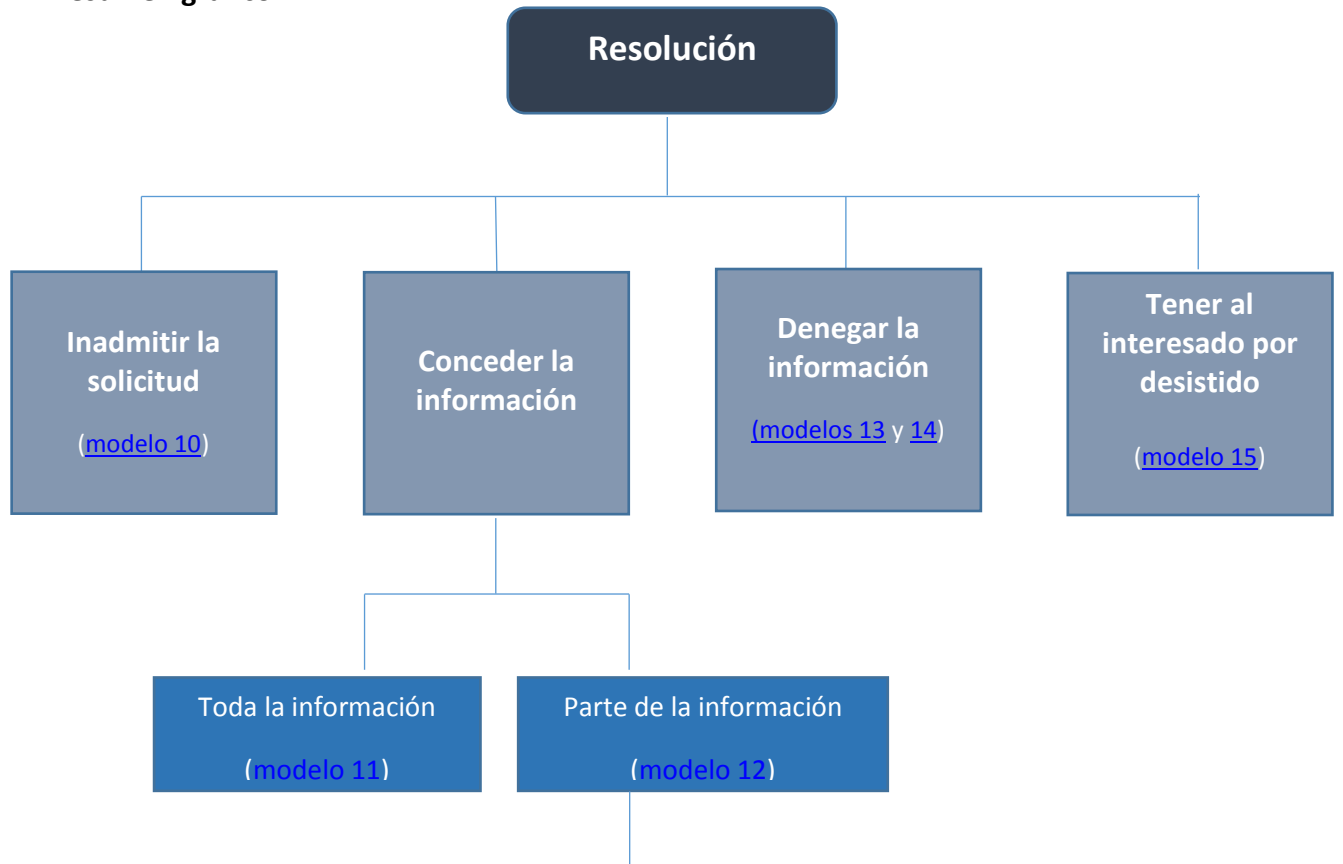 Resolución
Inadmitir la
solicitud
(modelo 10)
Conceder la
información
Denegar la
información
(modelos 13 y 14)
Tener al
interesado por
desistido
(modelo 15)
Toda la información
(modelo 11)
Parte de la información
(modelo 12)